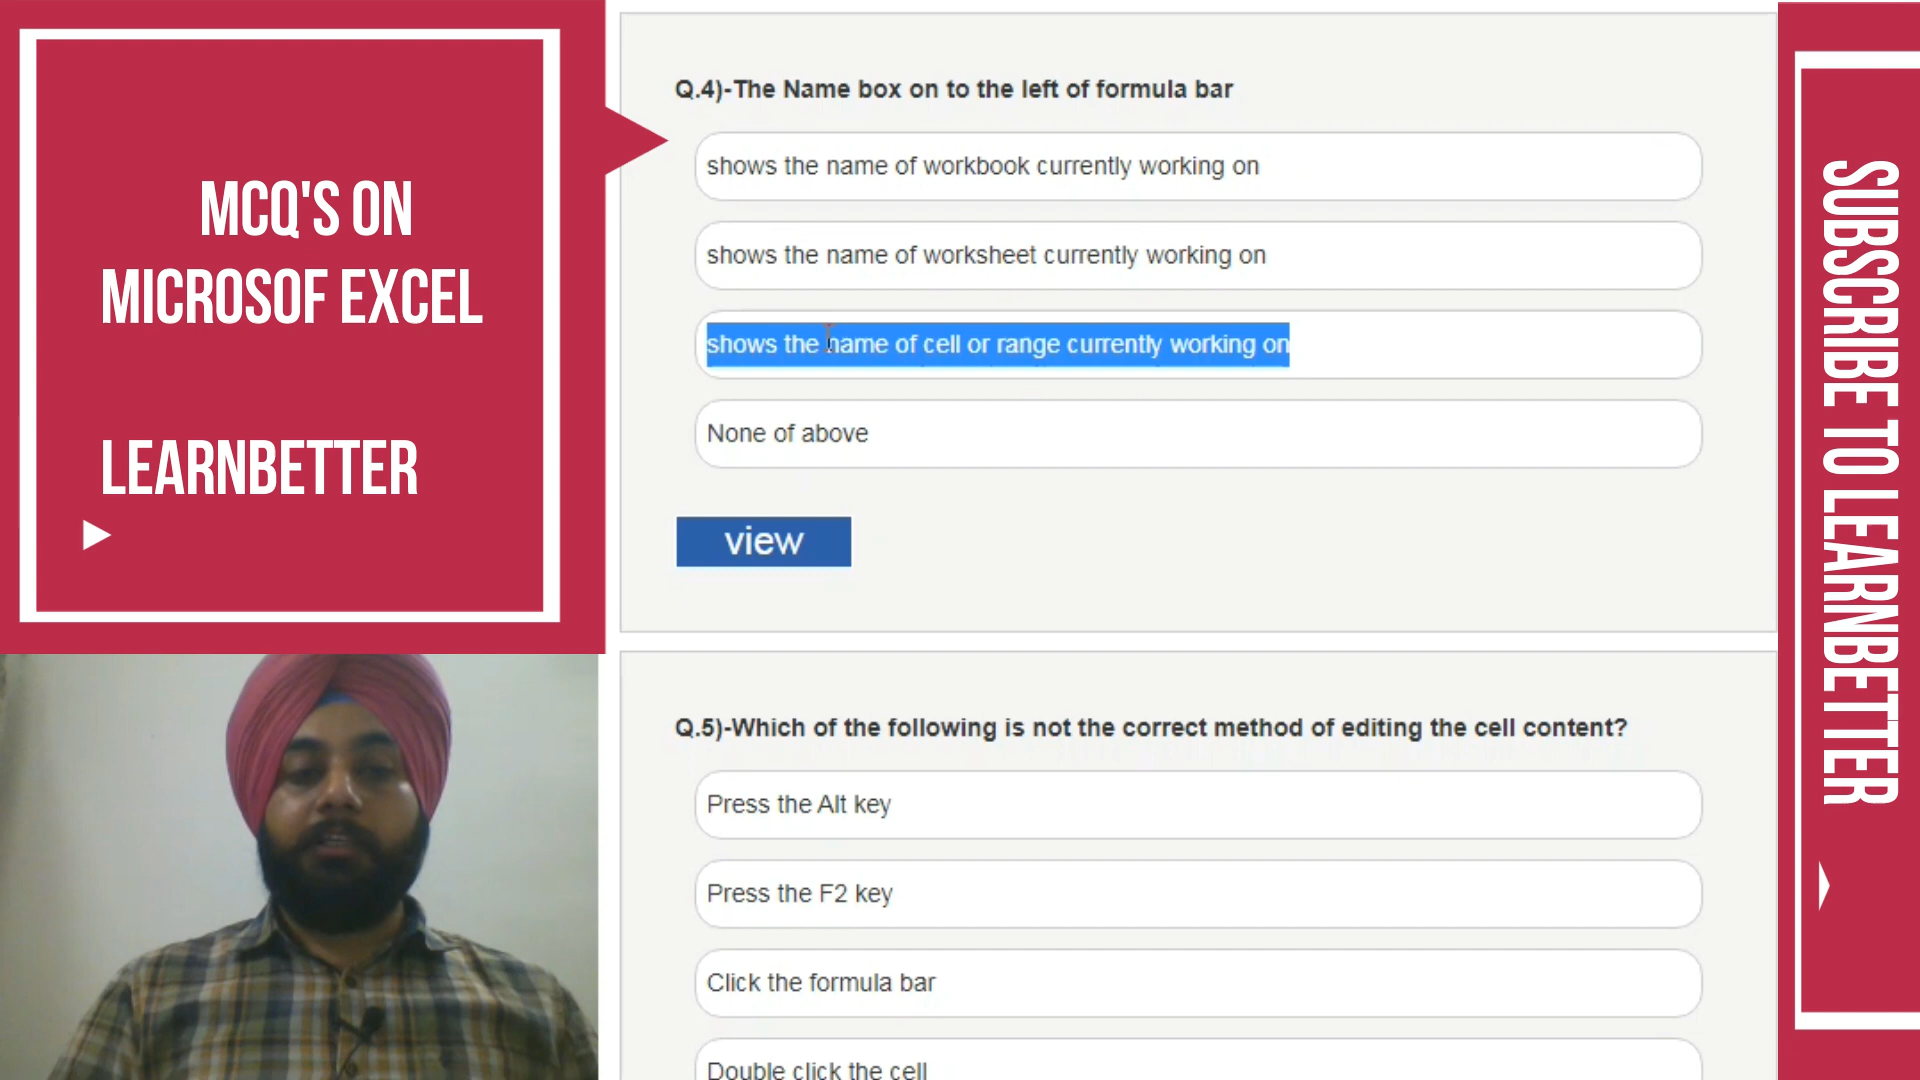 MCQ'S ON
MICROSOF EXCEL
LEARNBETTER
Q.4)-The Name box on to the left of formula bar
shows the name of workbook currently working on
shows the name of worksheet currently working on
shows the name of cell or range currently working on
None of above
view
Q.5)-Which of the following is not the correct method of editing the cell content?
Press the Alt key
Press the F2 key
Click the formula bar
Double click the cell
SUBSCRIBE TO LEARNBETTER